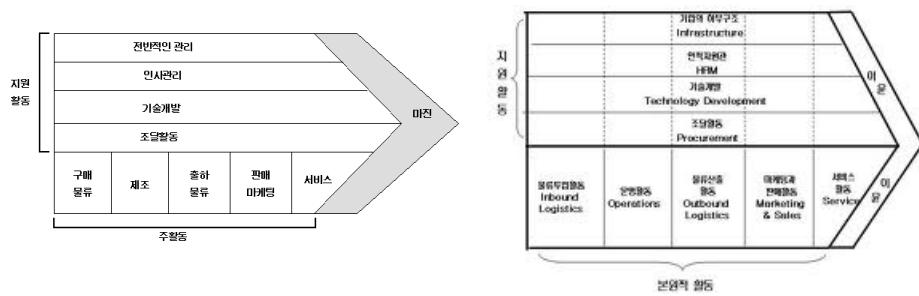 전반적인 관리
인사관리
기술개발
조달활동
지원
활동
마진
구매
물류
제조
출하
물류
판매
마케팅
서비스
주활동
기업의 하부구조
Infrastructure
인적자원관
HRM
기술개발
Technology Development
조달활동
Procurement
지원활동
이윤
물류투입활동
Inbound
Logistics
운영활동
Operations
물류산출
활동
Outbound
Logistics
마케팅과
판매활동
Marketing
& Sales
서비스
활동
Service
이윤
본원적 활동